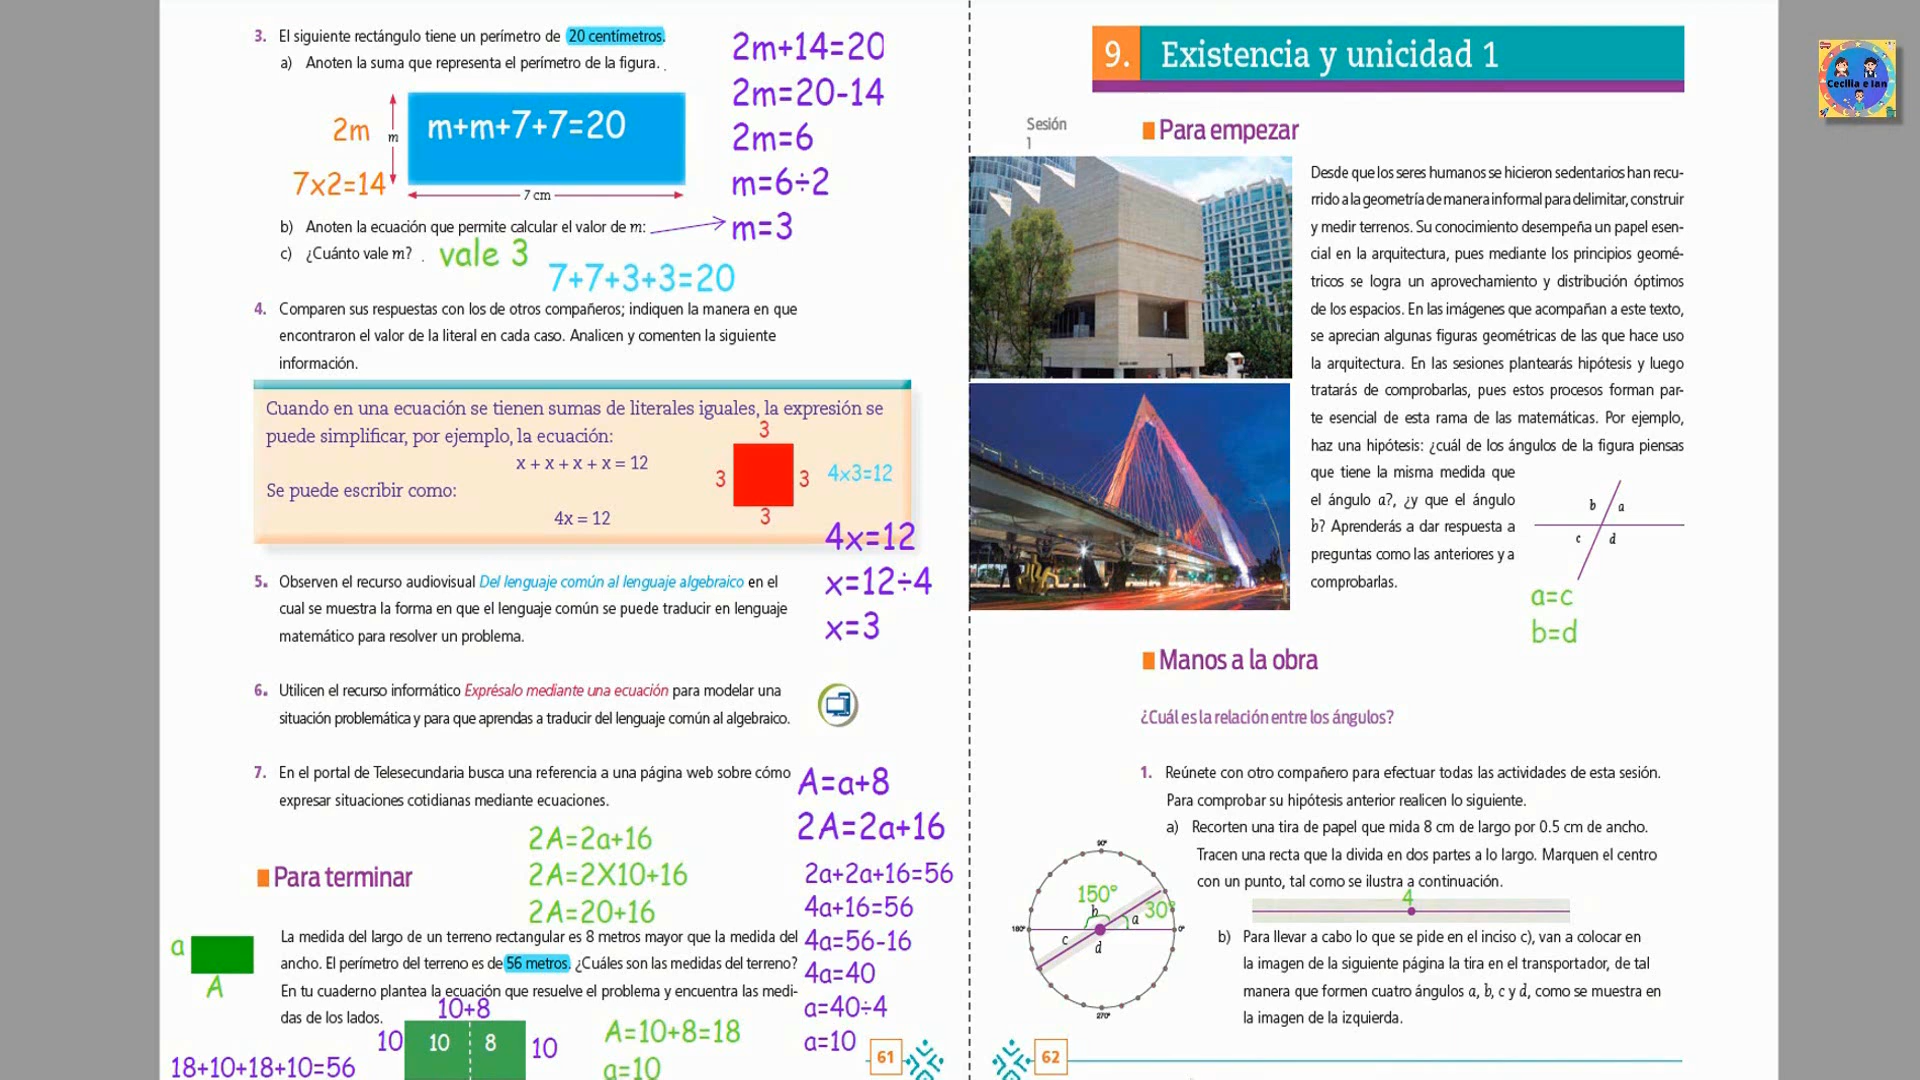 3. El siguiente rectángulo tiene un perímetro de 20 centímetros.
a) Anoten la suma que representa el perímetro de la figura.
2m
m
m+m+7+7=20
7x2=14
7 cm
2m+14=20
2m=20-14
2m=6
m=6÷2
m=3
b) Anoten la ecuación que permite calcular el valor de m:
c) ¿Cuánto vale m?
vale 3
7+7+3+3=20
4. Comparen sus respuestas con los de otros compañeros; indiquen la manera en que
encontraron el valor de la literal en cada caso. Analicen y comenten la siguiente
información.
Cuando en una ecuación se tienen sumas de literales iguales, la expresión se
puede simplificar, por ejemplo, la ecuación:
x + x + x + x = 12
Se puede escribir como:
4x = 12
3
3
3
3
4x3=12
4x=12
x=12÷4
x=3
5. Observen el recurso audiovisual Del lenguaje común al lenguaje algebraico en el
cual se muestra la forma en que el lenguaje común se puede traducir en lenguaje
matemático para resolver un problema.
6. Utilicen el recurso informático Exprésalo mediante una ecuación para modelar una
situación problemática y para que aprendas a traducir del lenguaje común al algebraico.
7. En el portal de Telesecundaria busca una referencia a una página web sobre cómo
expresar situaciones cotidianas mediante ecuaciones.
A=a+8
2A=2a+16
2A=2a+16
2A=2X10+16
2A=20+16
2a+2a+16=56
4a+16=56
4a=56-16
4a=40
a=40÷4
a=10
Para terminar
La medida del largo de un terreno rectangular es 8 metros mayor que la medida del
ancho. El perímetro del terreno es de 56 metros. ¿Cuáles son las medidas del terreno?
En tu cuaderno plantea la ecuación que resuelve el problema y encuentra las medi-
das de los lados.
a
A
10+8
10
10
8
10
A=10+8=18
a=10
18+10+18+10=56
61
9. Existencia y unicidad 1
Cecilia e Ian
Sesión
1
Para empezar
Desde que los seres humanos se hicieron sedentarios han recu-
rrido a la geometría de manera informal para delimitar, construir
y medir terrenos. Su conocimiento desempeña un papel esen-
cial en la arquitectura, pues mediante los principios geomé-
tricos se logra un aprovechamiento y distribución óptimos
de los espacios. En las imágenes que acompañan a este texto,
se aprecian algunas figuras geométricas de las que hace uso
la arquitectura. En las sesiones plantearás hipótesis y luego
tratarás de comprobarlas, pues estos procesos forman par-
te esencial de esta rama de las matemáticas. Por ejemplo,
haz una hipótesis: ¿cuál de los ángulos de la figura piensas
que tiene la misma medida que
el ángulo a?, ¿y que el ángulo
b? Aprenderás a dar respuesta a
preguntas como las anteriores y a
comprobarlas.
b
a
c
d
a=c
b=d
Manos a la obra
¿Cuál es la relación entre los ángulos?
1. Reúnete con otro compañero para efectuar todas las actividades de esta sesión.
Para comprobar su hipótesis anterior realicen lo siguiente.
a) Recorten una tira de papel que mida 8 cm de largo por 0.5 cm de ancho.
Tracen una recta que la divida en dos partes a lo largo. Marquen el centro
con un punto, tal como se ilustra a continuación.
4
90°
150°
30°
b
a
180°
0°
c
d
270°
b) Para llevar a cabo lo que se pide en el inciso c), van a colocar en
la imagen de la siguiente página la tira en el transportador, de tal
manera que formen cuatro ángulos a, b, c y d, como se muestra en
la imagen de la izquierda.
62